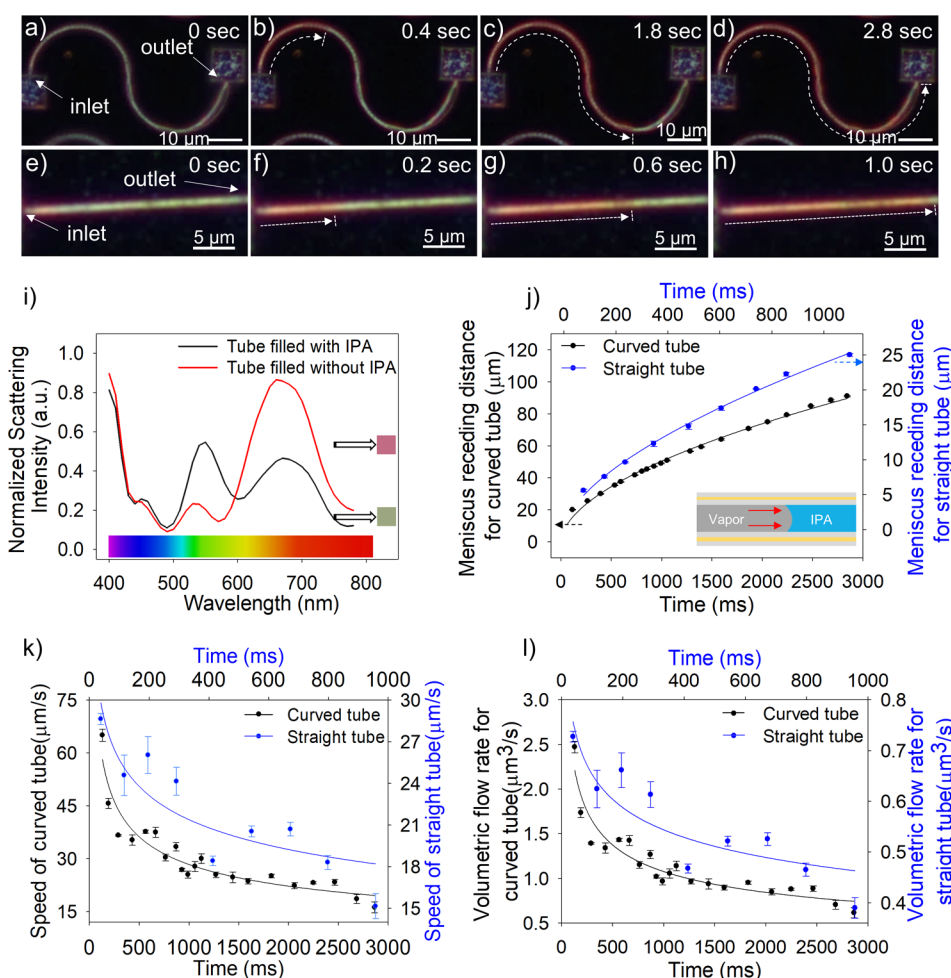 a) 0 sec
outlet
inlet
10 μm
b) 0.4 sec
10 μm
c) 1.8 sec
10 μm
d) 2.8 sec
10 μm
e) 0 sec
outlet
inlet
5 μm
f) 0.2 sec
5 μm
g) 0.6 sec
5 μm
h) 1.0 sec
5 μm
i)
Normalized Scattering
Intensity (a.u.)
1.0
0.8
0.6
0.4
0.2
0.0
Tube filled with IPA
Tube filled without IPA
400 500 600 700 800
Wavelength (nm)
j)
Time (ms)
0 200 400 600 800 1000
Meniscus receding distance
for curved tube (μm)
120
100
80
60
40
20
0
Curved tube
Straight tube
Vapor
IPA
25
20
15
10
5
0
Meniscus receding distance
for straight tube (μm)
0 500 1000 1500 2000 2500 3000
Time (ms)
k)
Time (ms)
0 200 400 600 800 1000
Speed of curved tube(μm/s)
75
60
45
30
15
Curved tube
Straight tube
30
27
24
21
18
15
Speed of straight tube(μm/s)
0 500 1000 1500 2000 2500 3000
Time (ms)
l)
Time (ms)
0 200 400 600 800 1000
Volumetric flow rate for
curved tube(μm³/s)
3.0
2.5
2.0
1.5
1.0
0.5
Curved tube
Straight tube
0.8
0.7
0.6
0.5
0.4
Volumetric flow rate for
straight tube(μm³/s)
0 500 1000 1500 2000 2500 3000
Time (ms)